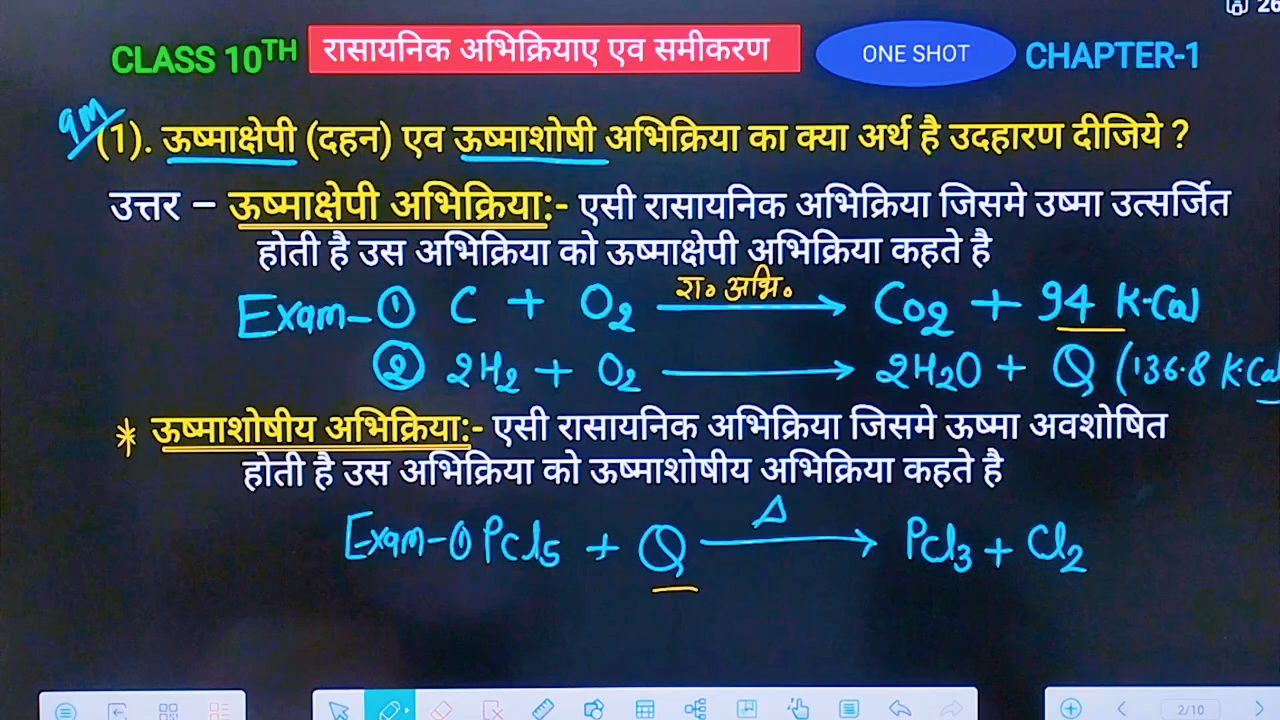 26
CLASS 10TH रासायनिक अभिक्रियाए एव समीकरण ONE SHOT CHAPTER-1
9M
(1). ऊष्माक्षेपी (दहन) एव ऊष्माशोषी अभिक्रिया का क्या अर्थ है उदहारण दीजिये ?
उत्तर – ऊष्माक्षेपी अभिक्रिया:- एसी रासायनिक अभिक्रिया जिसमे उष्मा उत्सर्जित
होती है उस अभिक्रिया को ऊष्माक्षेपी अभिक्रिया कहते है
Exam-① C + O2 रा॰ अभि॰ → CO2 + 94 K·Cal
② 2H2 + O2 → 2H2O + Q (136.8 K·Cal
* ऊष्माशोषीय अभिक्रिया:- एसी रासायनिक अभिक्रिया जिसमे ऊष्मा अवशोषित
होती है उस अभिक्रिया को ऊष्माशोषीय अभिक्रिया कहते है
Exam-① PCl5 + Q Δ → PCl3 + Cl2
2/10